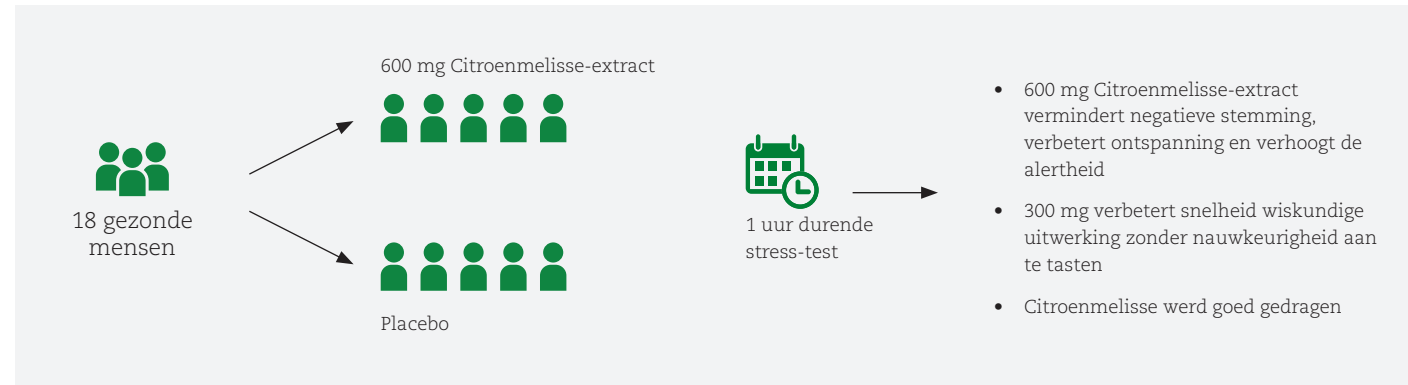 600 mg Citroenmelisse-extract
18 gezonde
mensen
Placebo
1 uur durende
stress-test
• 600 mg Citroenmelisse-extract
vermindert negatieve stemming,
verbetert ontspanning en verhoogt de
alertheid
• 300 mg verbetert snelheid wiskundige
uitwerking zonder nauwkeurigheid aan
te tasten
• Citroenmelisse werd goed gedragen